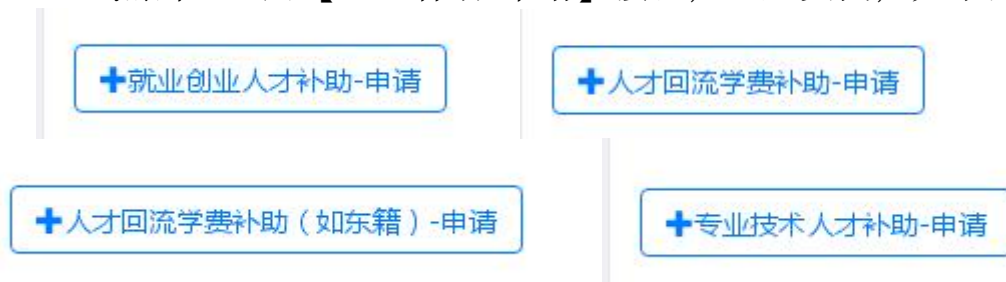 +就业创业人才补助-申请
+人才回流学费补助-申请
+人才回流学费补助（如东籍）-申请
+专业技术人才补助-申请